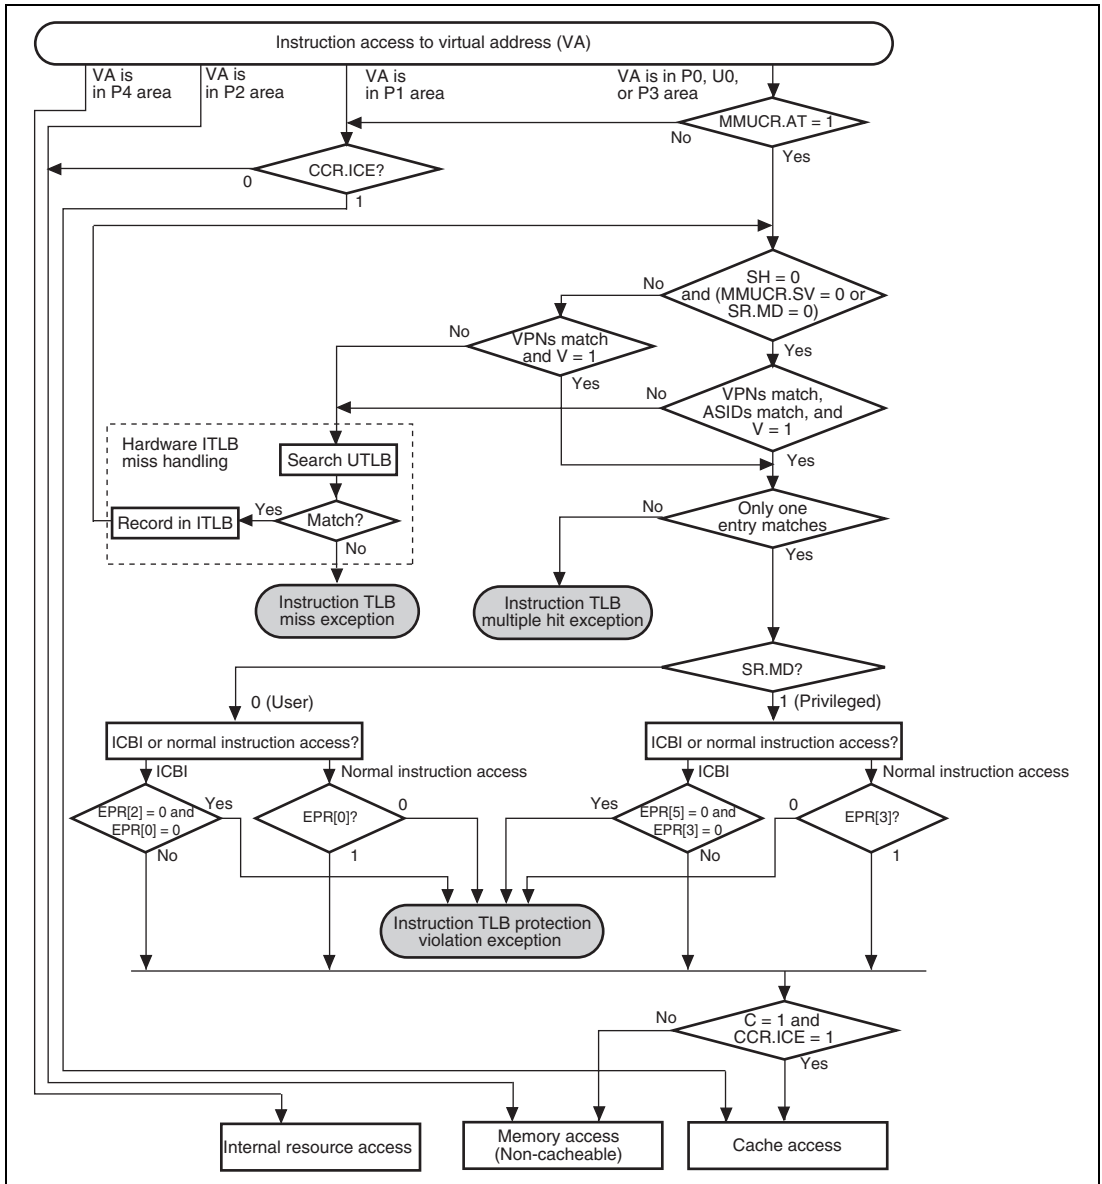 Instruction access to virtual address (VA)
VA is
in P4 area
VA is
in P2 area
VA is
in P1 area
VA is in P0, U0,
or P3 area
MMUCR.AT = 1
No
Yes
CCR.ICE?
0
1
SH = 0
and (MMUCR.SV = 0 or
SR.MD = 0)
No
Yes
VPNs match
and V = 1
No
Yes
VPNs match,
ASIDs match, and
V = 1
No
Yes
Hardware ITLB
miss handling
Search UTLB
Match?
Yes
No
Record in ITLB
Only one
entry matches
No
Yes
Instruction TLB
miss exception
Instruction TLB
multiple hit exception
SR.MD?
0 (User)
1 (Privileged)
ICBI or normal instruction access?
ICBI or normal instruction access?
ICBI
Normal instruction access
ICBI
Normal instruction access
EPR[2] = 0 and
EPR[0] = 0
Yes
No
EPR[0]?
0
1
EPR[5] = 0 and
EPR[3] = 0
Yes
No
EPR[3]?
0
1
Instruction TLB protection
violation exception
C = 1 and
CCR.ICE = 1
No
Yes
Internal resource access
Memory access
(Non-cacheable)
Cache access